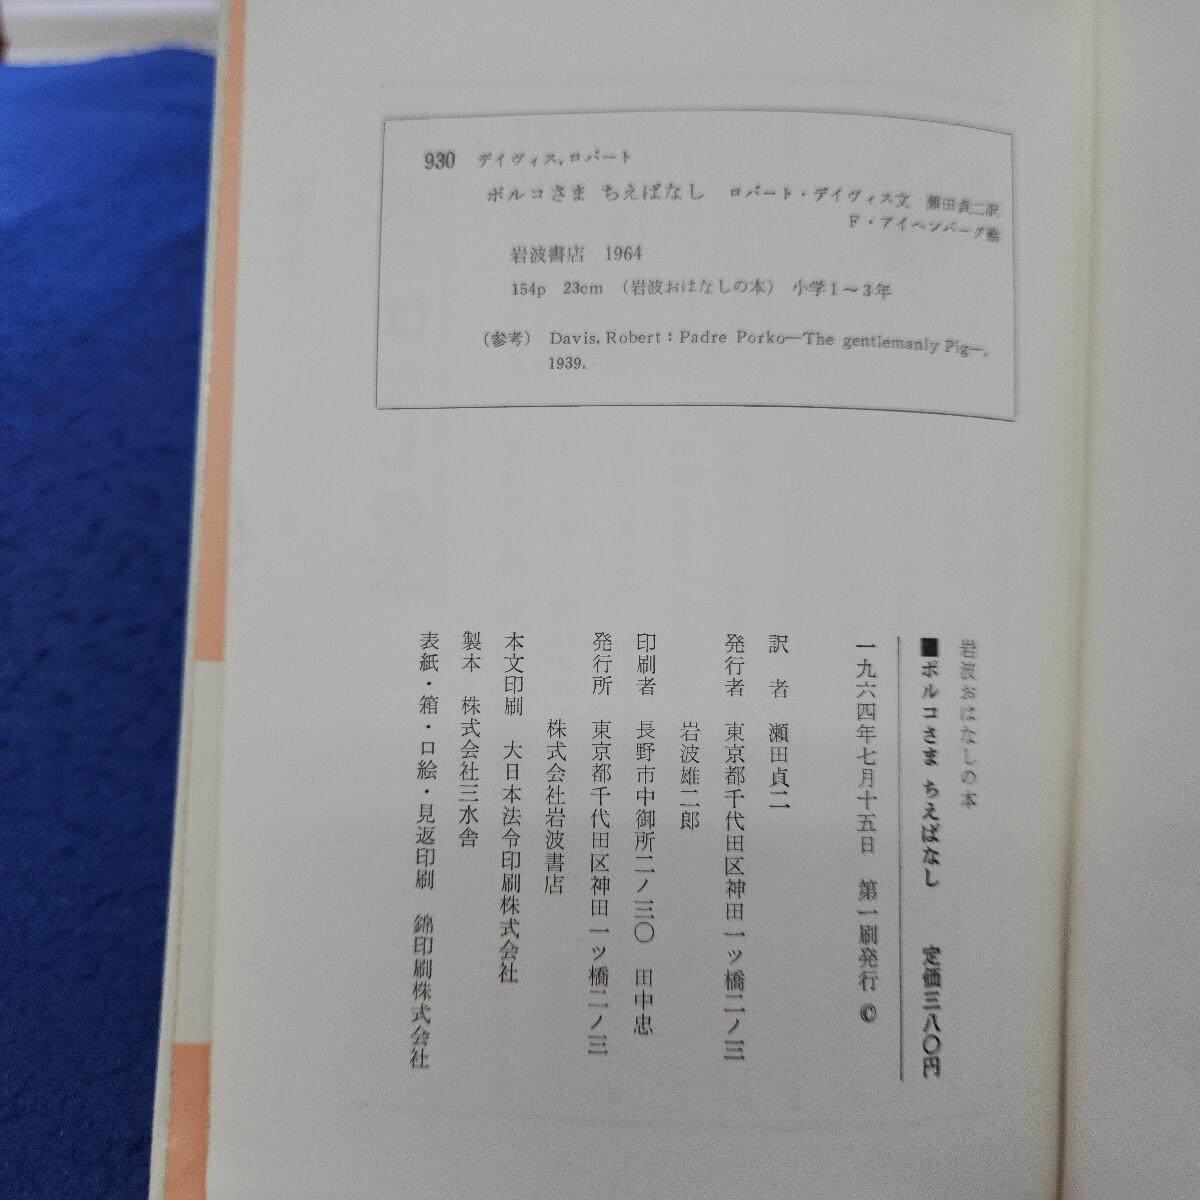 930 デイヴィス，ロバート
ポルコさま ちえばなし ロバート・デイヴィス文 瀬田貞二訳
F・アイヘンバーグ絵
岩波書店 1964
154p 23cm （岩波おはなしの本） 小学1〜3年
（参考） Davis, Robert : Padre Porko—The gentlemanly Pig—,
1939.
岩波おはなしの本
■ポルコさま ちえばなし 定価三八〇円
一九六四年七月十五日 第一刷発行 ©
訳者 瀬田貞二
発行者 東京都千代田区神田一ツ橋二ノ三
岩波雄二郎
印刷者 長野市中御所二ノ三〇 田中忠
発行所 東京都千代田区神田一ツ橋二ノ三
株式会社岩波書店
本文印刷 大日本法令印刷株式会社
製本 株式会社三水舎
表紙・箱・口絵・見返印刷 錦印刷株式会社